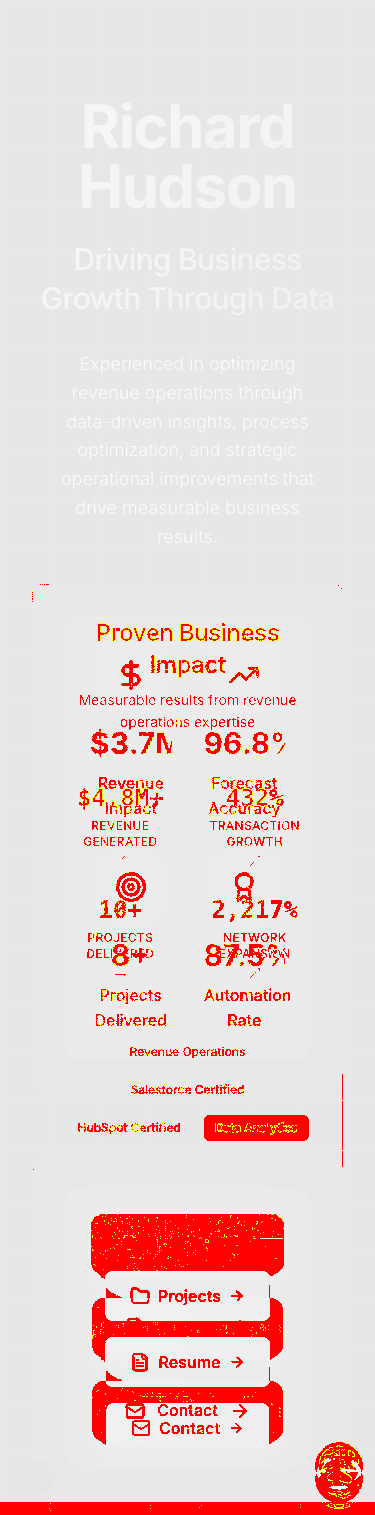 Richard
Hudson
Driving Business
Growth Through Data
Experienced in optimizing
revenue operations through
data-driven insights, process
optimization, and strategic
operational improvements that
drive measurable business
results.
Proven Business
Impact
Measurable results from revenue
operations expertise
$3.7 96.8%
Revenue Forecast
Impact Accuracy
$4.8M+ 432%
REVENUE TRANSACTION
GENERATED GROWTH
10+ 2,217%
PROJECTS NETWORK
DELIVERED EXPANSION
8+ 87.5%
Projects Automation
Delivered Rate
Revenue Operations
Salesforce Certified
HubSpot Certified Data Analytics
Projects →
Resume →
Contact →
Contact →